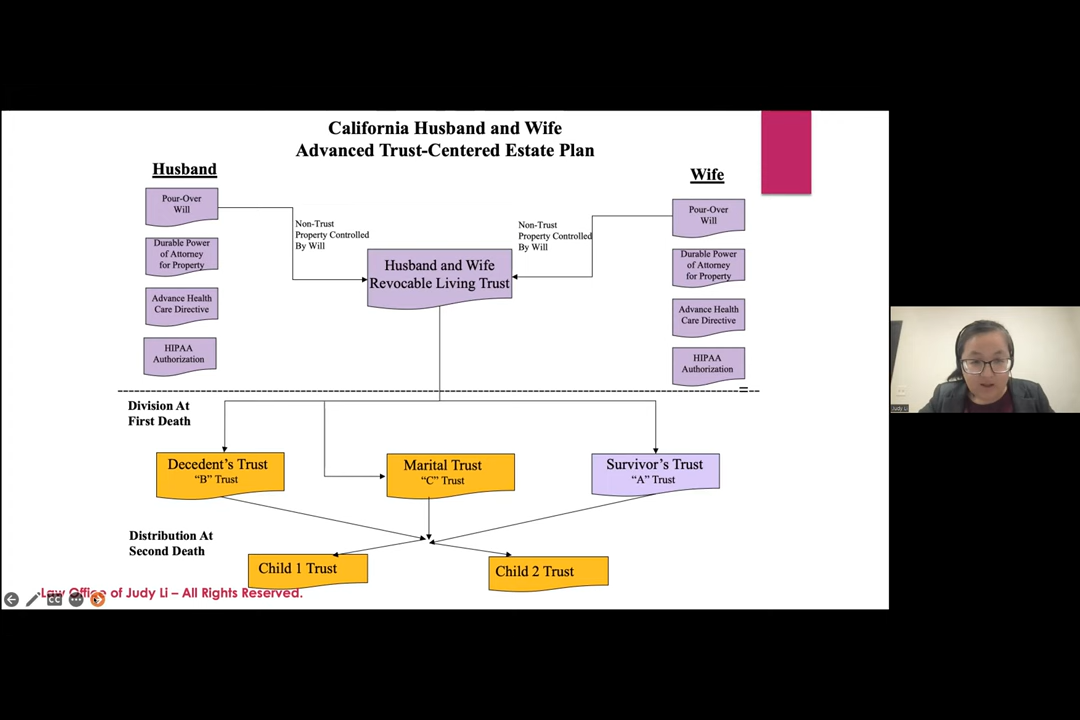 California Husband and Wife
Advanced Trust-Centered Estate Plan
Husband
Wife
Pour-Over
Will
Durable Power
of Attorney
for Property
Advance Health
Care Directive
HIPAA
Authorization
Non-Trust
Property Controlled
By Will
Husband and Wife
Revocable Living Trust
Non-Trust
Property Controlled
By Will
Pour-Over
Will
Durable Power
of Attorney
for Property
Advance Health
Care Directive
HIPAA
Authorization
Division At
First Death
Decedent's Trust
"B" Trust
Marital Trust
"C" Trust
Survivor's Trust
"A" Trust
Distribution At
Second Death
Child 1 Trust
Child 2 Trust
Law Office of Judy Li – All Rights Reserved.
CC
Judy Li